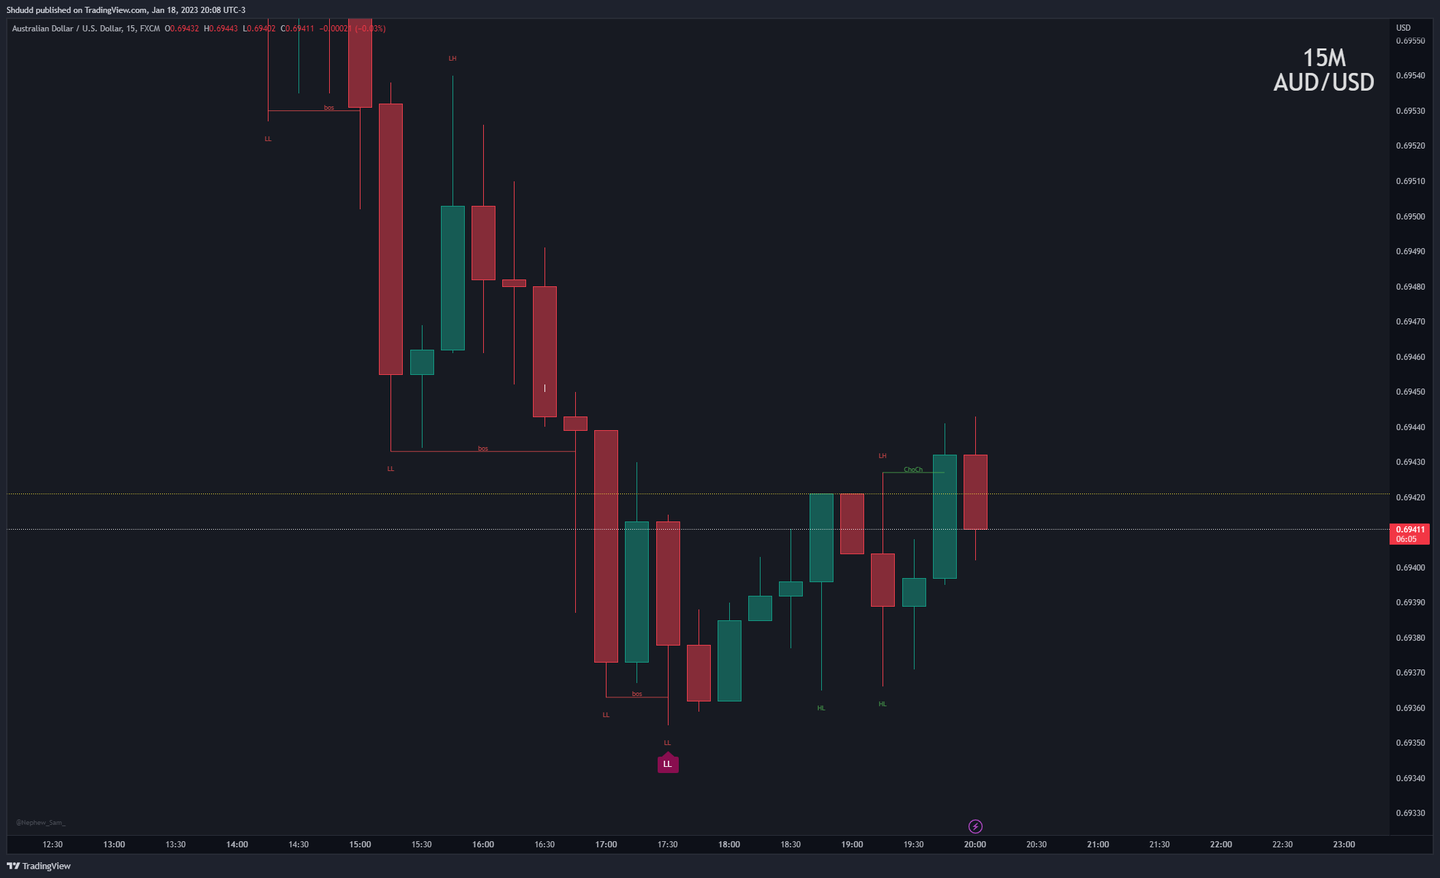 Shdudd published on TradingView.com, Jan 18, 2023 20:08 UTC-3
Australian Dollar / U.S. Dollar, 15, FXCM O0.69432 H0.69443 L0.69402 C0.69411 −0.00021 (−0.03%)
USD
15M
AUD/USD
0.69550
0.69540
0.69530
0.69520
0.69510
0.69500
0.69490
0.69480
0.69470
0.69460
0.69450
0.69440
0.69430
0.69420
0.69411
06:05
0.69400
0.69390
0.69380
0.69370
0.69360
0.69350
0.69340
0.69330
LH
bos
LL
bos
LL
LH
ChoCh
bos
LL
HL
HL
LL
LL
@Nephew_Sam_
12:30 13:00 13:30 14:00 14:30 15:00 15:30 16:00 16:30 17:00 17:30 18:00 18:30 19:00 19:30 20:00 20:30 21:00 21:30 22:00 22:30 23:00
TradingView